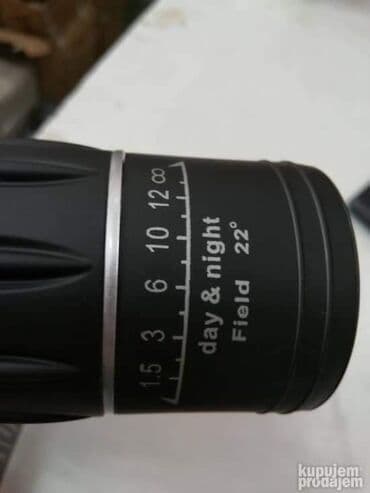 1.5 3 6 10 12 ∞
day & night
Field 22°
kupujem
prodajem